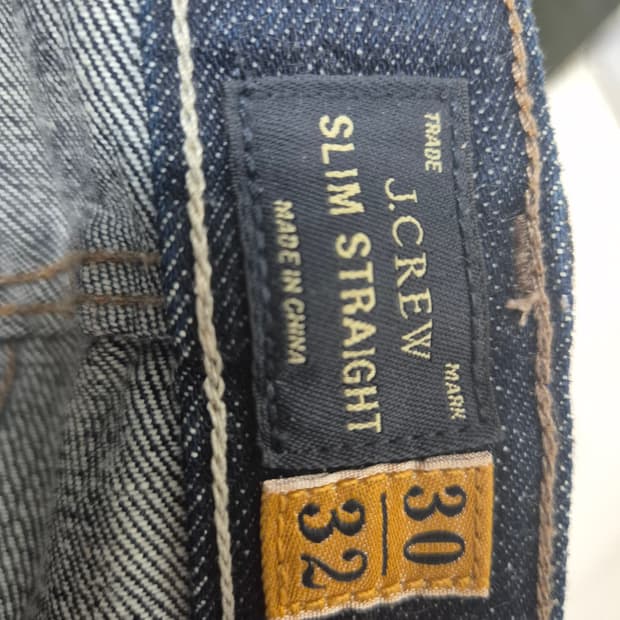 TRADE MARK
J.CREW
SLIM STRAIGHT
MADE IN CHINA
30
32